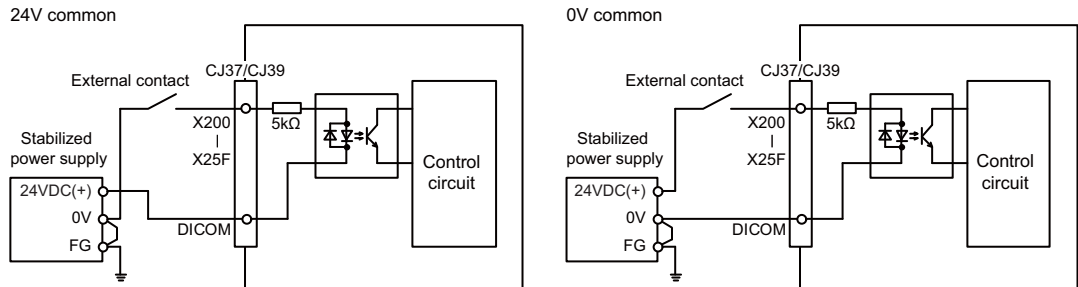 24V common
CJ37/CJ39
External contact
X200
|
X25F
5kΩ
Stabilized
power supply
24VDC(+)
0V
FG
DICOM
Control
circuit
0V common
CJ37/CJ39
External contact
X200
|
X25F
5kΩ
Stabilized
power supply
24VDC(+)
0V
FG
DICOM
Control
circuit